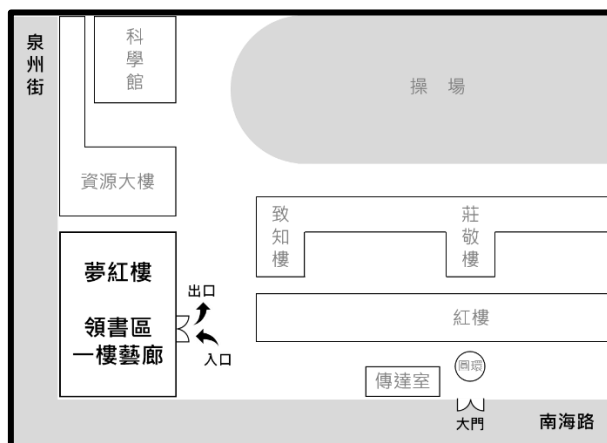 泉州街
科學館
操場
資源大樓
致知樓
莊敬樓
夢紅樓
領書區
一樓藝廊
出口
入口
紅樓
圓環
傳達室
大門
南海路